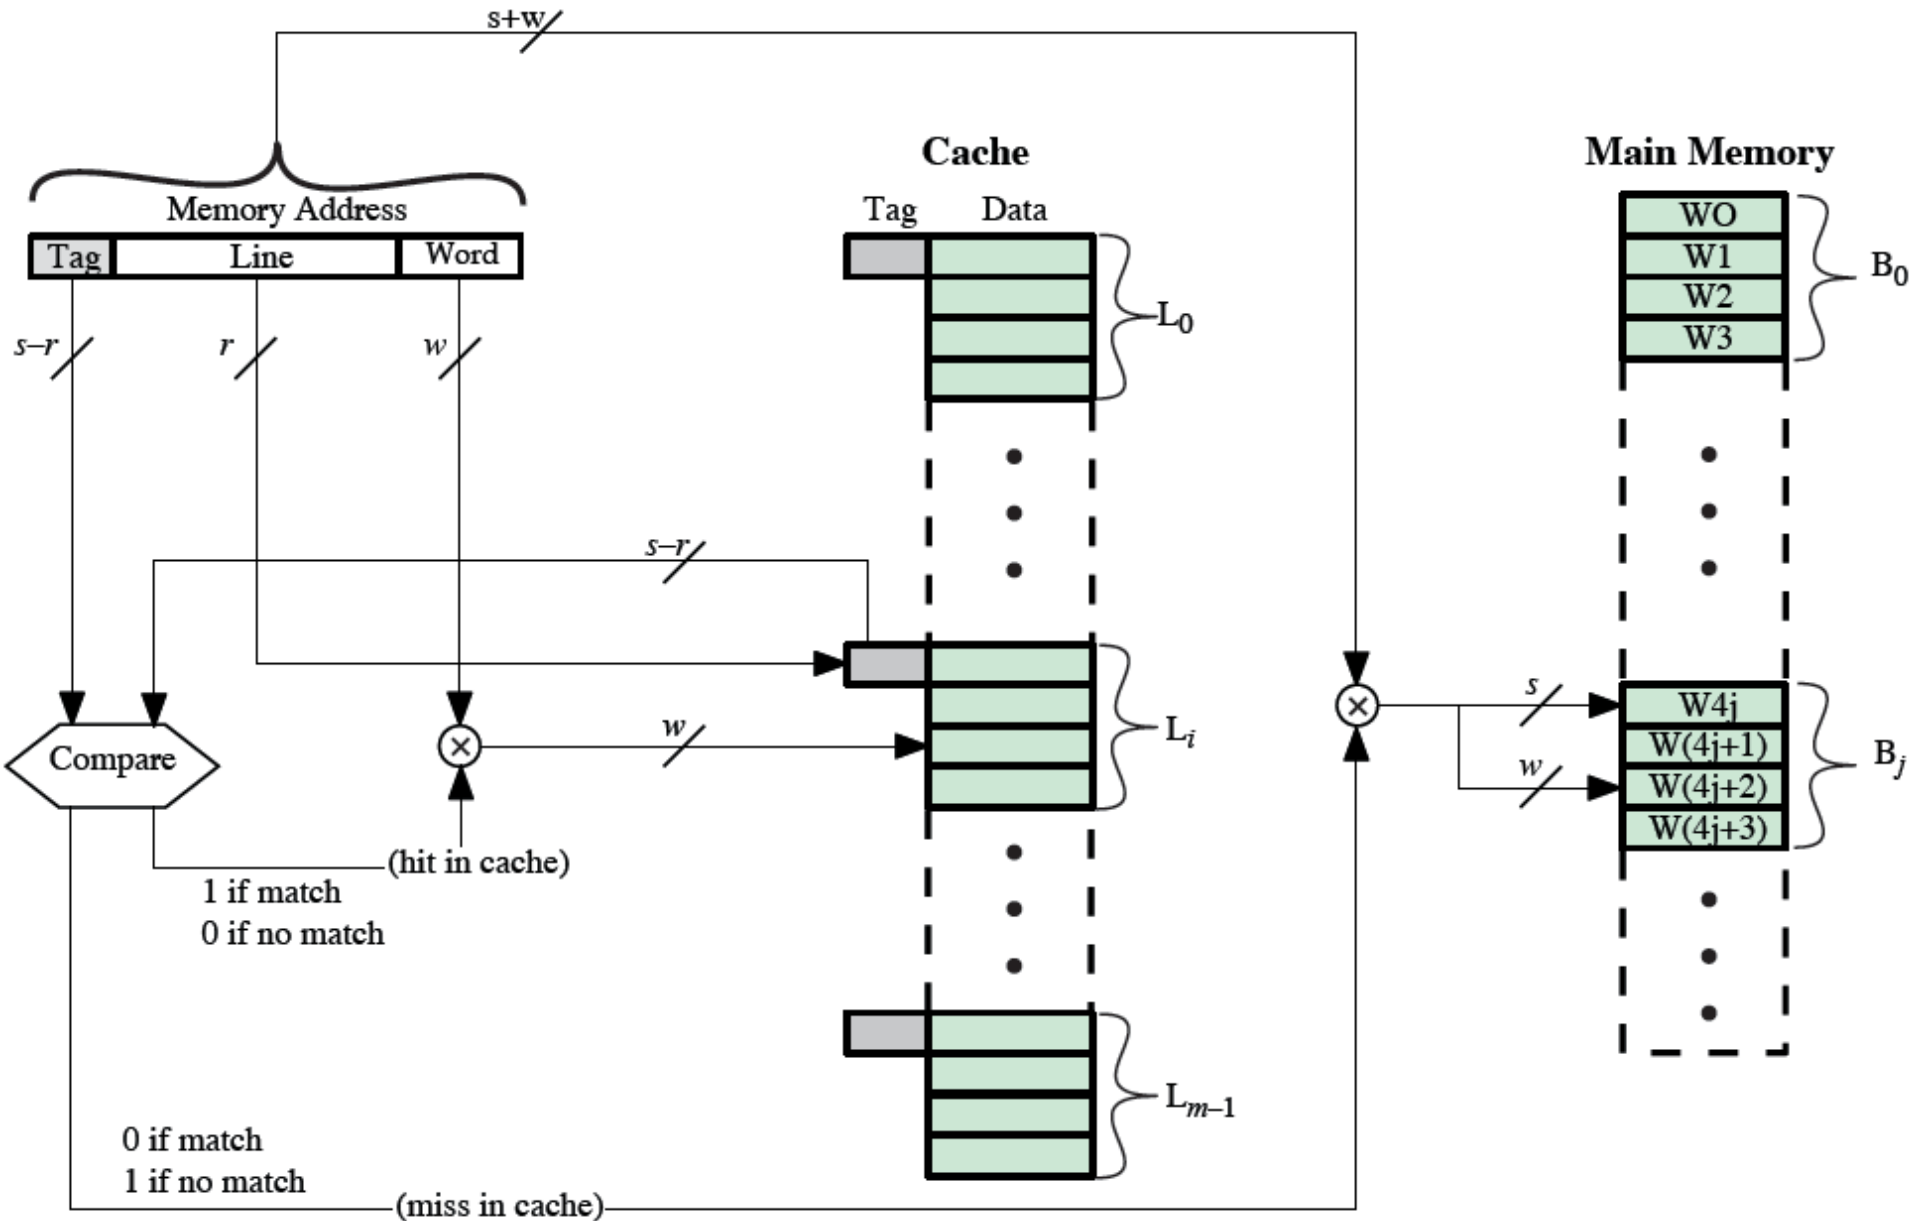 s+w
Cache
Main Memory
Memory Address
Tag Data
Tag Line Word
WO
W1
W2
W3
B0
L0
s–r
r
w
s–r
w
Compare
Li
s
w
W4j
W(4j+1)
W(4j+2)
W(4j+3)
Bj
(hit in cache)
1 if match
0 if no match
Lm–1
0 if match
1 if no match
(miss in cache)